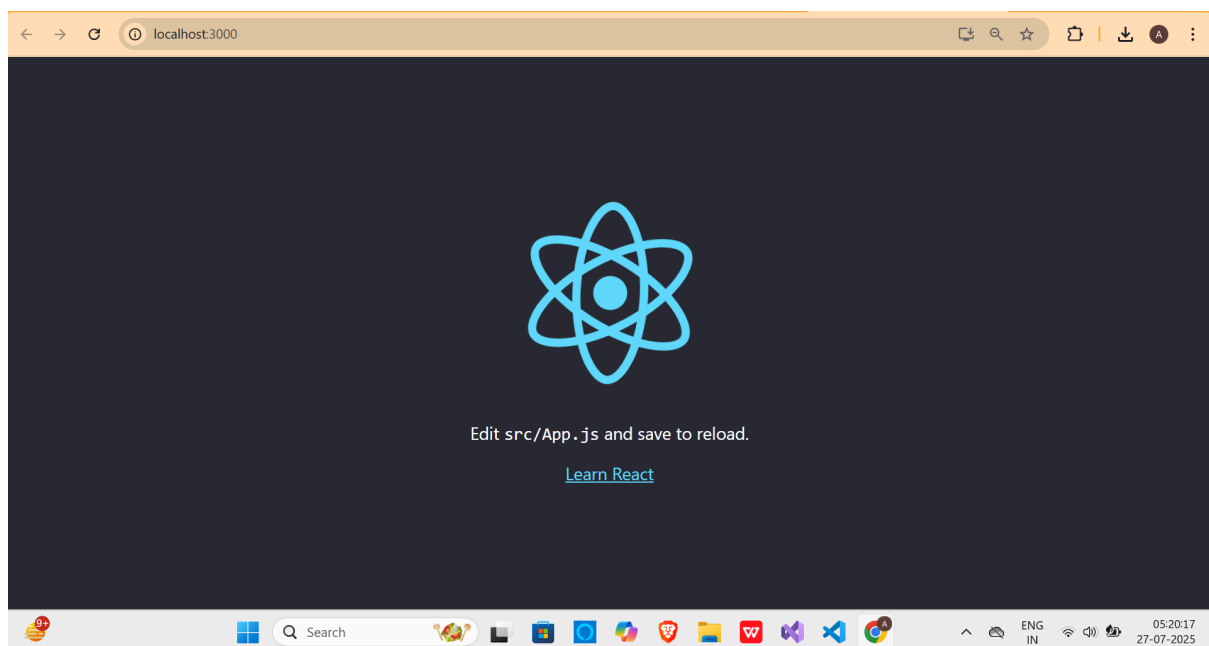 localhost:3000
A
Edit src/App.js and save to reload.
Learn React
9+
Search
W
A
ENG
IN
05:20:17
27-07-2025